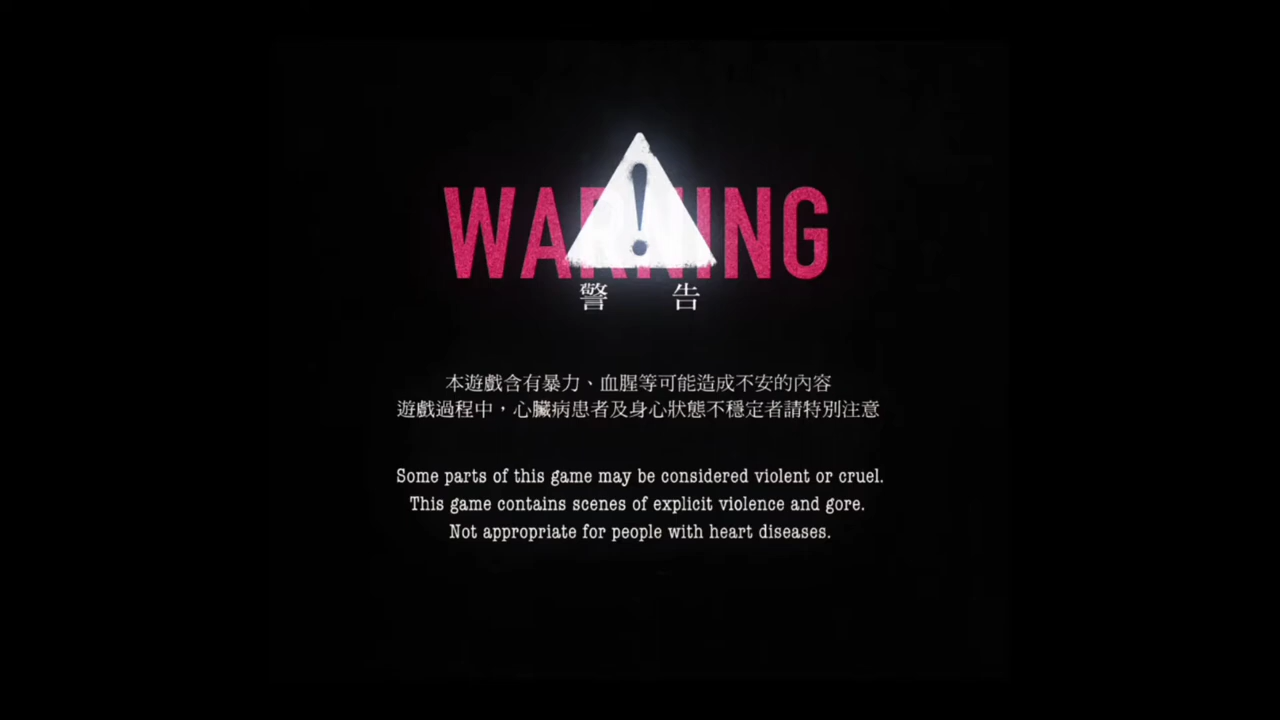 WARNING
警告
本遊戲含有暴力、血腥等可能造成不安的內容
遊戲過程中，心臟病患者及身心狀態不穩定者請特別注意
Some parts of this game may be considered violent or cruel.
This game contains scenes of explicit violence and gore.
Not appropriate for people with heart diseases.